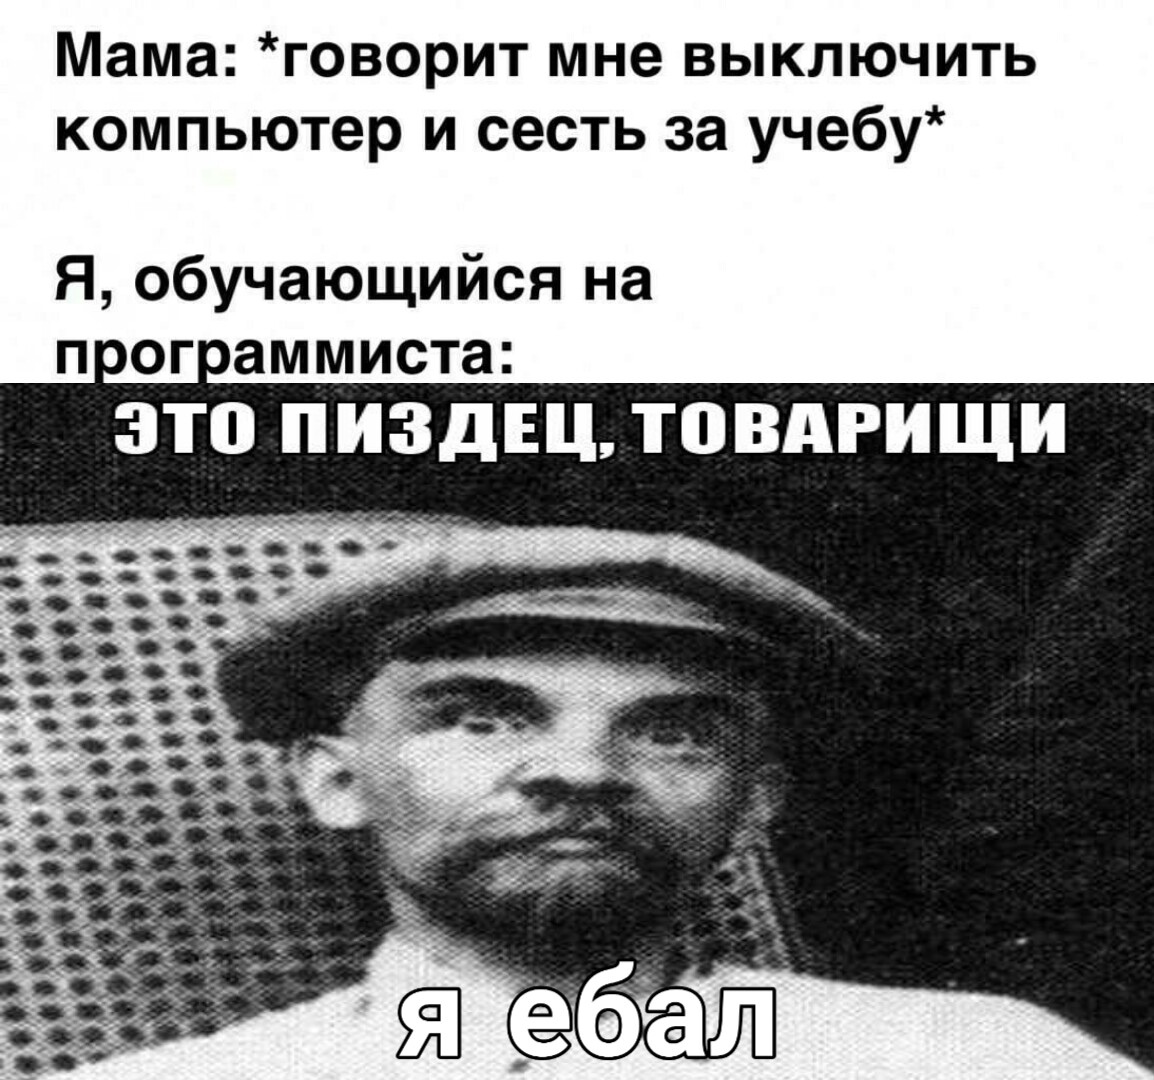 Мама: *говорит мне выключить
компьютер и сесть за учебу*
Я, обучающийся на
программиста:
ЭТО ПИЗДЕЦ, ТОВАРИЩИ
я ебал